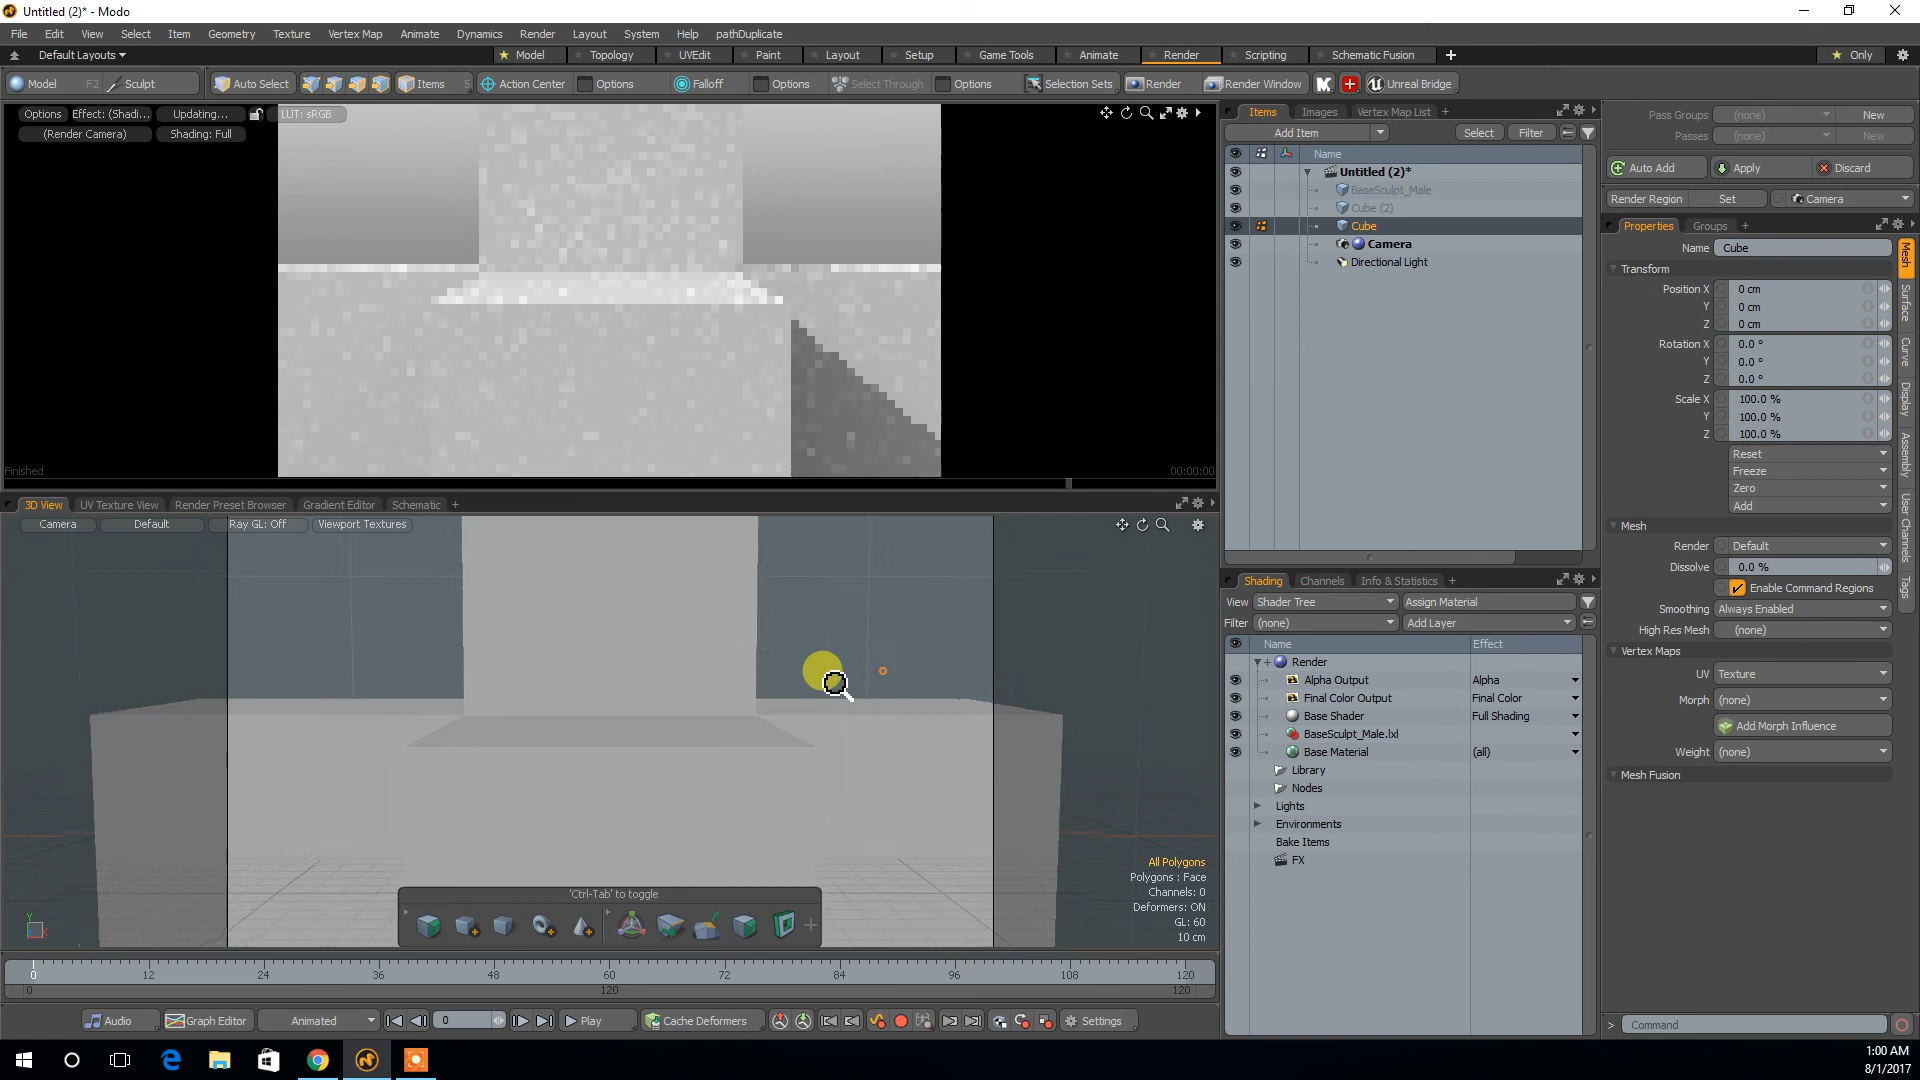 Untitled (2)* - Modo
File Edit View Select Item Geometry Texture Vertex Map Animate Dynamics Render Layout System Help pathDuplicate
Default Layouts Model Topology UVEdit Paint Layout Setup Game Tools Animate Render Scripting Schematic Fusion Only
Model F2 Sculpt Auto Select Items 5 Action Center Options Falloff Options Select Through Options Selection Sets Render Render Window Unreal Bridge
Options Effect: (Shadi... Updating... LUT: sRGB
(Render Camera) Shading: Full
Finished 00:00:00
3D View UV Texture View Render Preset Browser Gradient Editor Schematic
Camera Default Ray GL: Off Viewport Textures
All Polygons
Polygons : Face
Channels: 0
Deformers: ON
GL: 60
10 cm
'Ctrl-Tab' to toggle
0 12 24 36 48 60 72 84 96 108 120
0 120 120
Audio Graph Editor Animated 0 Play Cache Deformers Settings
Items Images Vertex Map List
Add Item Select Filter
Name
Untitled (2)*
BaseSculpt_Male
Cube (2)
Cube
Camera
Directional Light
Shading Channels Info & Statistics
View Shader Tree Assign Material
Filter (none) Add Layer
Name Effect
Render
Alpha Output Alpha
Final Color Output Final Color
Base Shader Full Shading
BaseSculpt_Male.lxl
Base Material (all)
Library
Nodes
Lights
Environments
Bake Items
FX
Pass Groups (none) New
Passes (none) New
Auto Add Apply Discard
Render Region Set Camera
Properties Groups
Name Cube
Transform
Position X 0 cm
Y 0 cm
Z 0 cm
Rotation X 0.0 °
Y 0.0 °
Z 0.0 °
Scale X 100.0 %
Y 100.0 %
Z 100.0 %
Reset
Freeze
Zero
Add
Mesh
Render Default
Dissolve 0.0 %
Enable Command Regions
Smoothing Always Enabled
High Res Mesh (none)
Vertex Maps
UV Texture
Morph (none)
Add Morph Influence
Weight (none)
Mesh Fusion
Mesh
Surface
Curve
Display
Assembly
User Channels
Tags
> Command
1:00 AM
8/1/2017